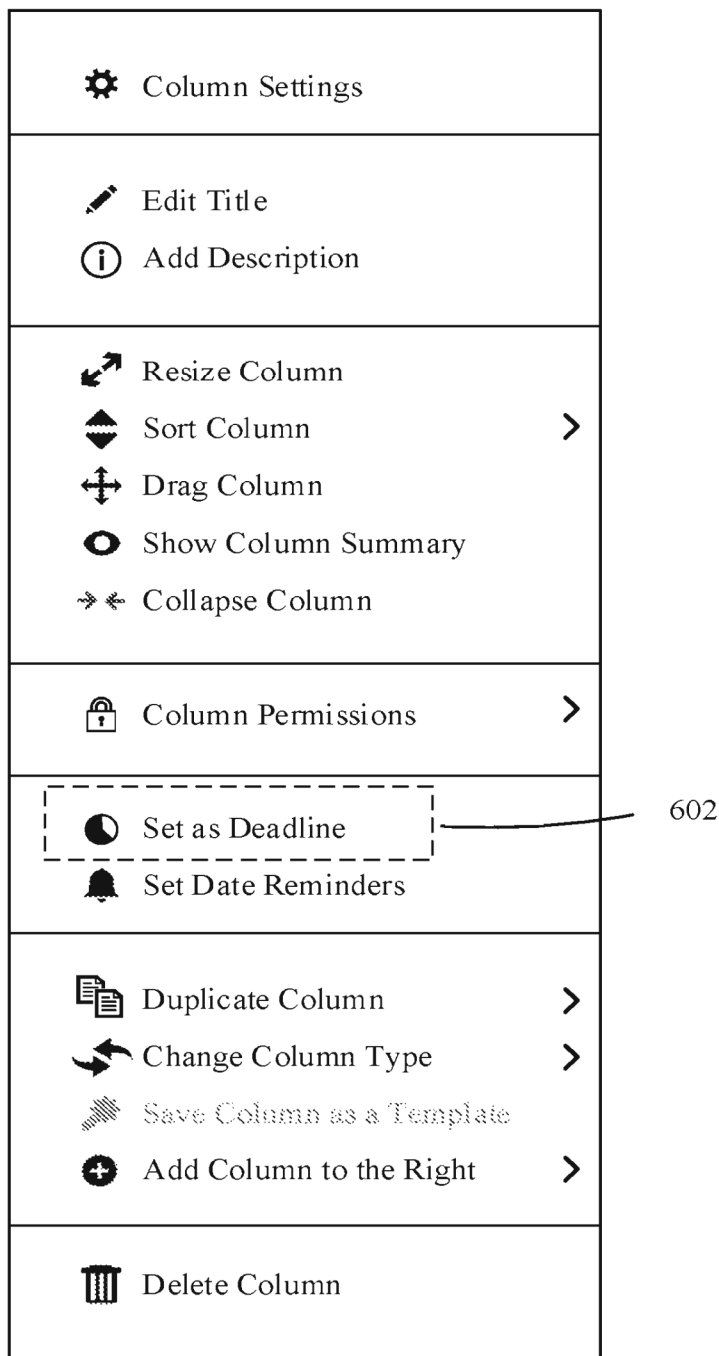 Column Settings
Edit Title
Add Description
Resize Column
Sort Column
Drag Column
Show Column Summary
Collapse Column
Column Permissions
Set as Deadline
602
Set Date Reminders
Duplicate Column
Change Column Type
Save Column as a Template
Add Column to the Right
Delete Column